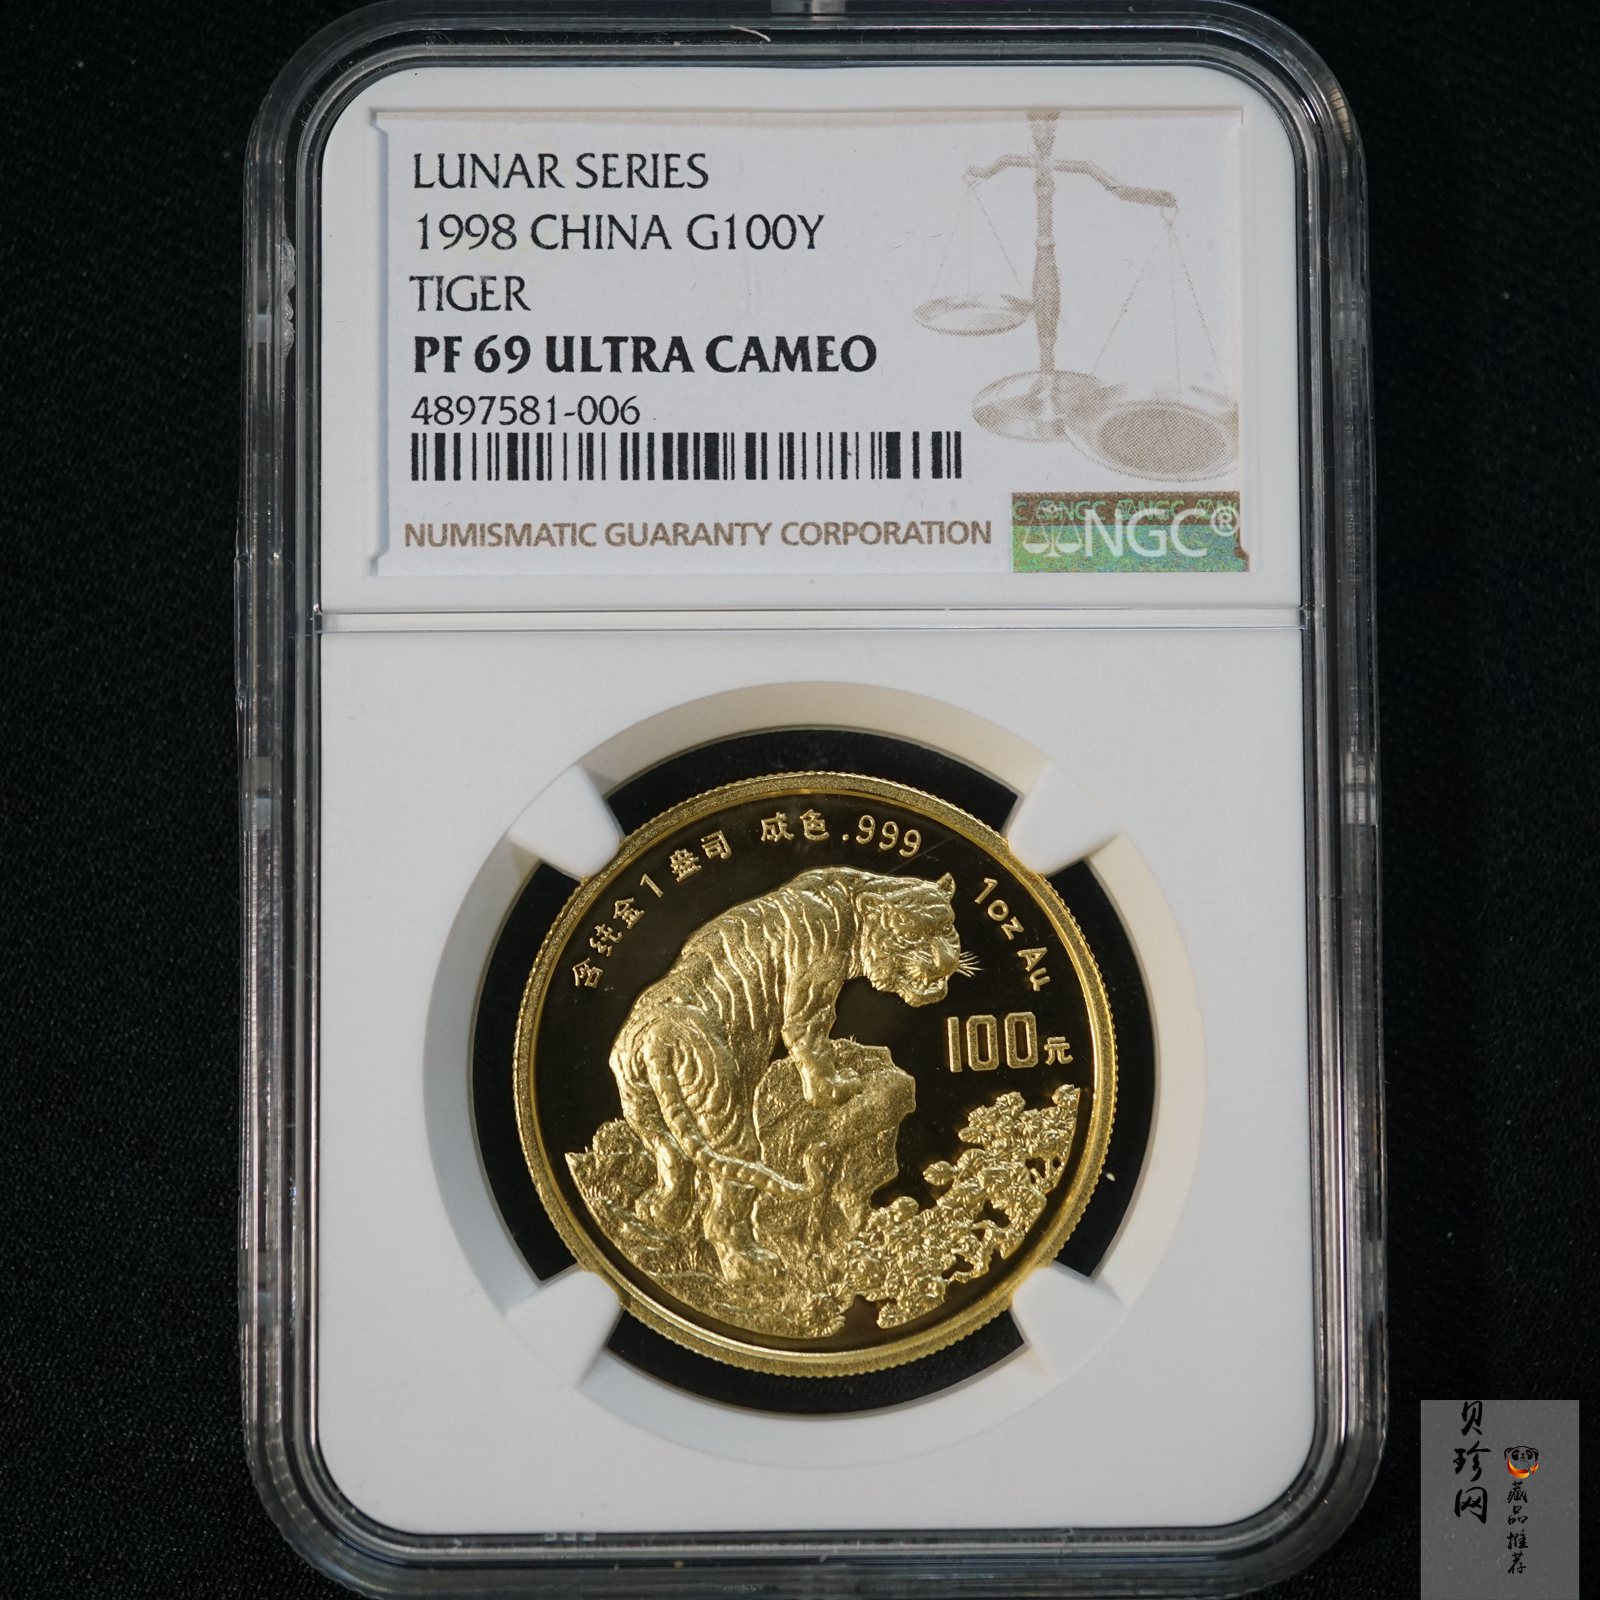 LUNAR SERIES
1998 CHINA G100Y
TIGER
PF 69 ULTRA CAMEO
4897581-006
NUMISMATIC GUARANTY CORPORATION
NGC®
含纯金1盎司 成色.999
1oz Au
100元
贝珍网
藏品推荐